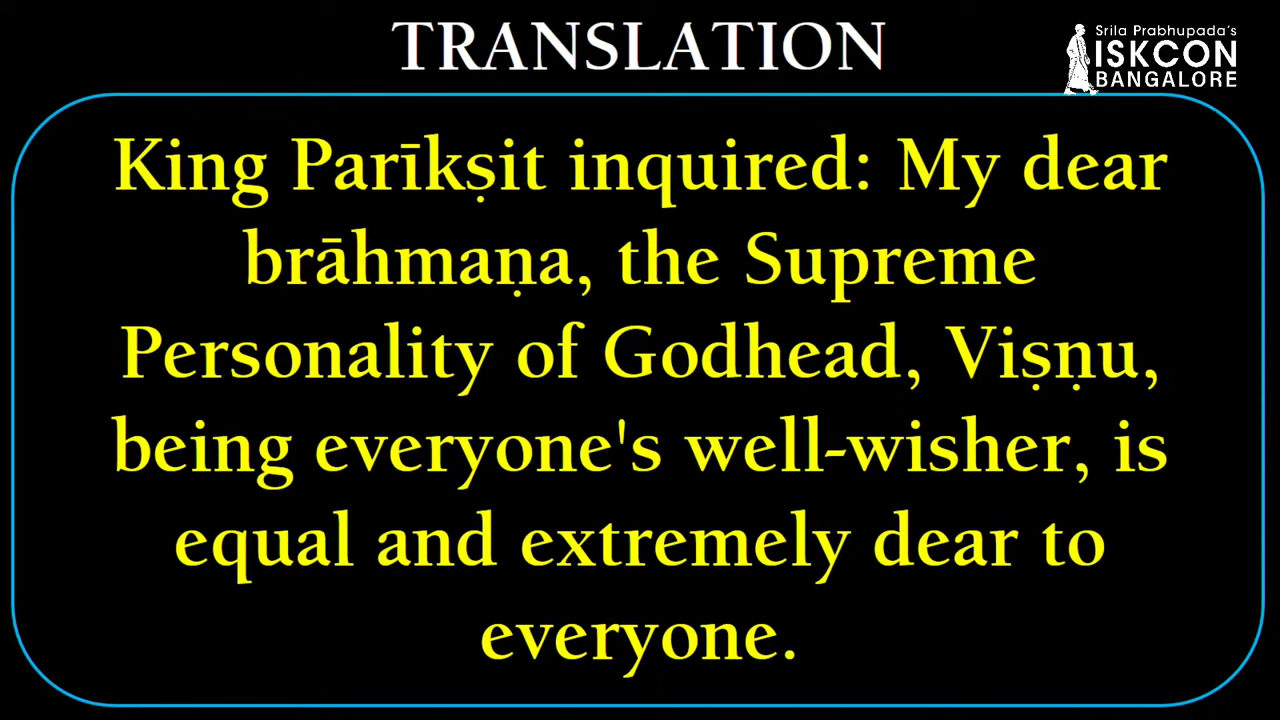 TRANSLATION
Srila Prabhupada's
ISKCON
BANGALORE
King Parīkṣit inquired: My dear
brāhmaṇa, the Supreme
Personality of Godhead, Viṣṇu,
being everyone's well-wisher, is
equal and extremely dear to
everyone.